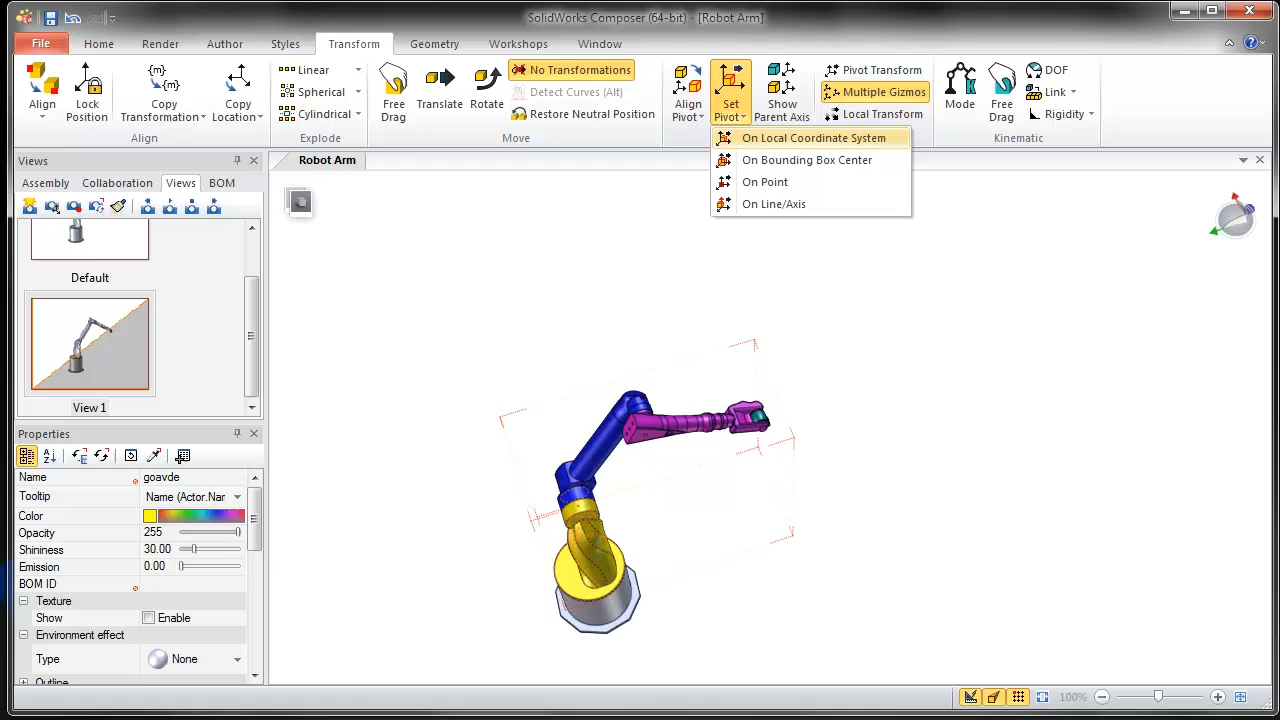 SolidWorks Composer (64-bit) - [Robot Arm]
File Home Render Author Styles Transform Geometry Workshops Window
Align
Lock Position
Copy Transformation
Copy Location
Align
Linear
Spherical
Cylindrical
Explode
Free Drag
Translate
Rotate
No Transformations
Detect Curves (Alt)
Restore Neutral Position
Move
Align Pivot
Set Pivot
Show Parent Axis
Pivot Transform
Multiple Gizmos
Local Transform
Mode
Free Drag
DOF
Link
Rigidity
Kinematic
On Local Coordinate System
On Bounding Box Center
On Point
On Line/Axis
Views
Assembly Collaboration Views BOM
Default
View 1
Robot Arm
Properties
Name goavde
Tooltip Name (Actor.Nar
Color
Opacity 255
Shininess 30.00
Emission 0.00
BOM ID
Texture
Show Enable
Environment effect
Type None
Outline
100%